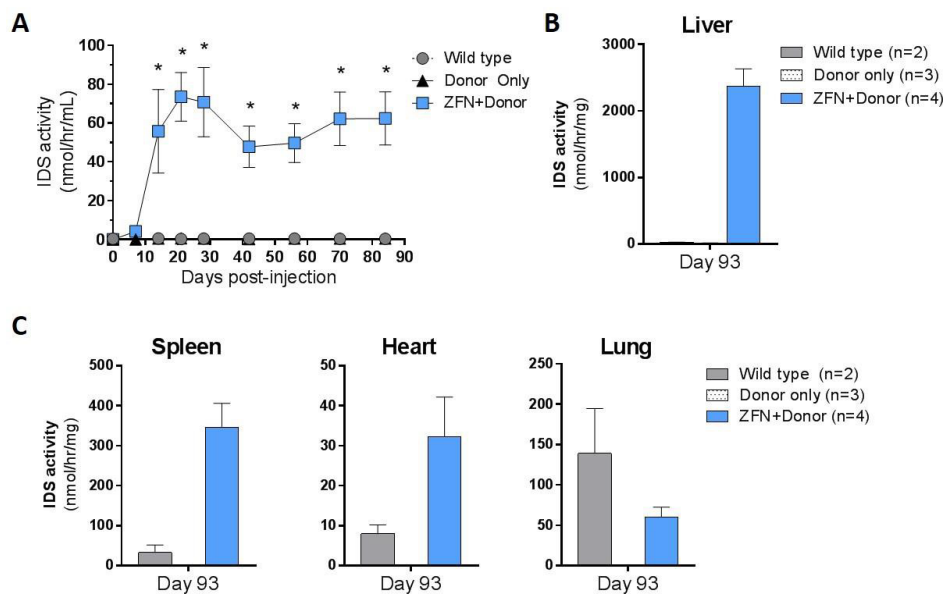 A
100
80
60
40
20
0
IDS activity
(nmol/hr/mL)
* * * * * * *
0 10 20 30 40 50 60 70 80 90
Days post-injection
Wild type
Donor Only
ZFN+Donor
B
Liver
3000
2000
1000
0
IDS activity
(nmol/hr/mg)
Day 93
Wild type (n=2)
Donor only (n=3)
ZFN+Donor (n=4)
C
Spleen
500
400
300
200
100
0
IDS activity
(nmol/hr/mg)
Day 93
Heart
50
40
30
20
10
0
Day 93
Lung
250
200
150
100
50
0
Day 93
Wild type (n=2)
Donor only (n=3)
ZFN+Donor (n=4)